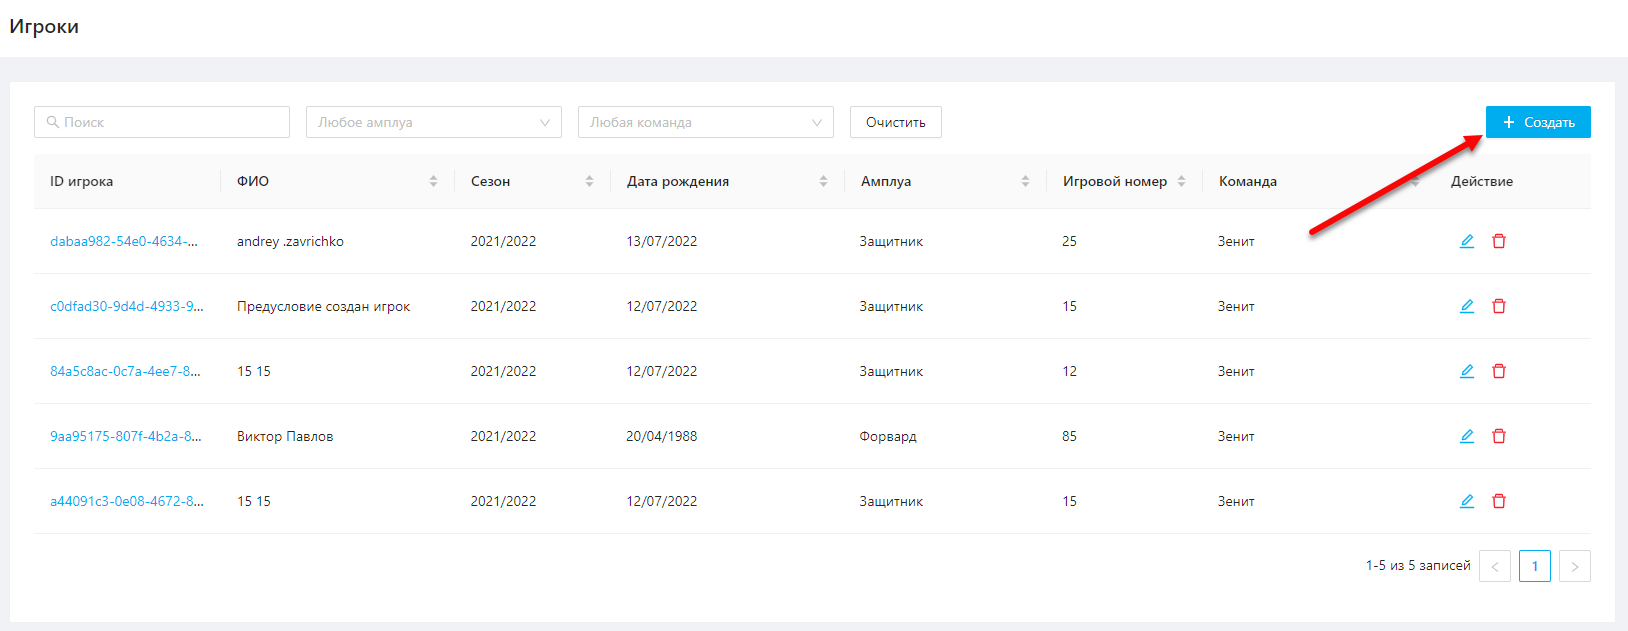 Игроки
Поиск Любое амплуа Любая команда Очистить + Создать
ID игрока ФИО Сезон Дата рождения Амплуа Игровой номер Команда Действие
dabaa982-54e0-4634-... andrey .zavrichko 2021/2022 13/07/2022 Защитник 25 Зенит
c0dfad30-9d4d-4933-9... Предусловие создан игрок 2021/2022 12/07/2022 Защитник 15 Зенит
84a5c8ac-0c7a-4ee7-8... 15 15 2021/2022 12/07/2022 Защитник 12 Зенит
9aa95175-807f-4b2a-8... Виктор Павлов 2021/2022 20/04/1988 Форвард 85 Зенит
a44091c3-0e08-4672-8... 15 15 2021/2022 12/07/2022 Защитник 15 Зенит
1-5 из 5 записей < 1 >